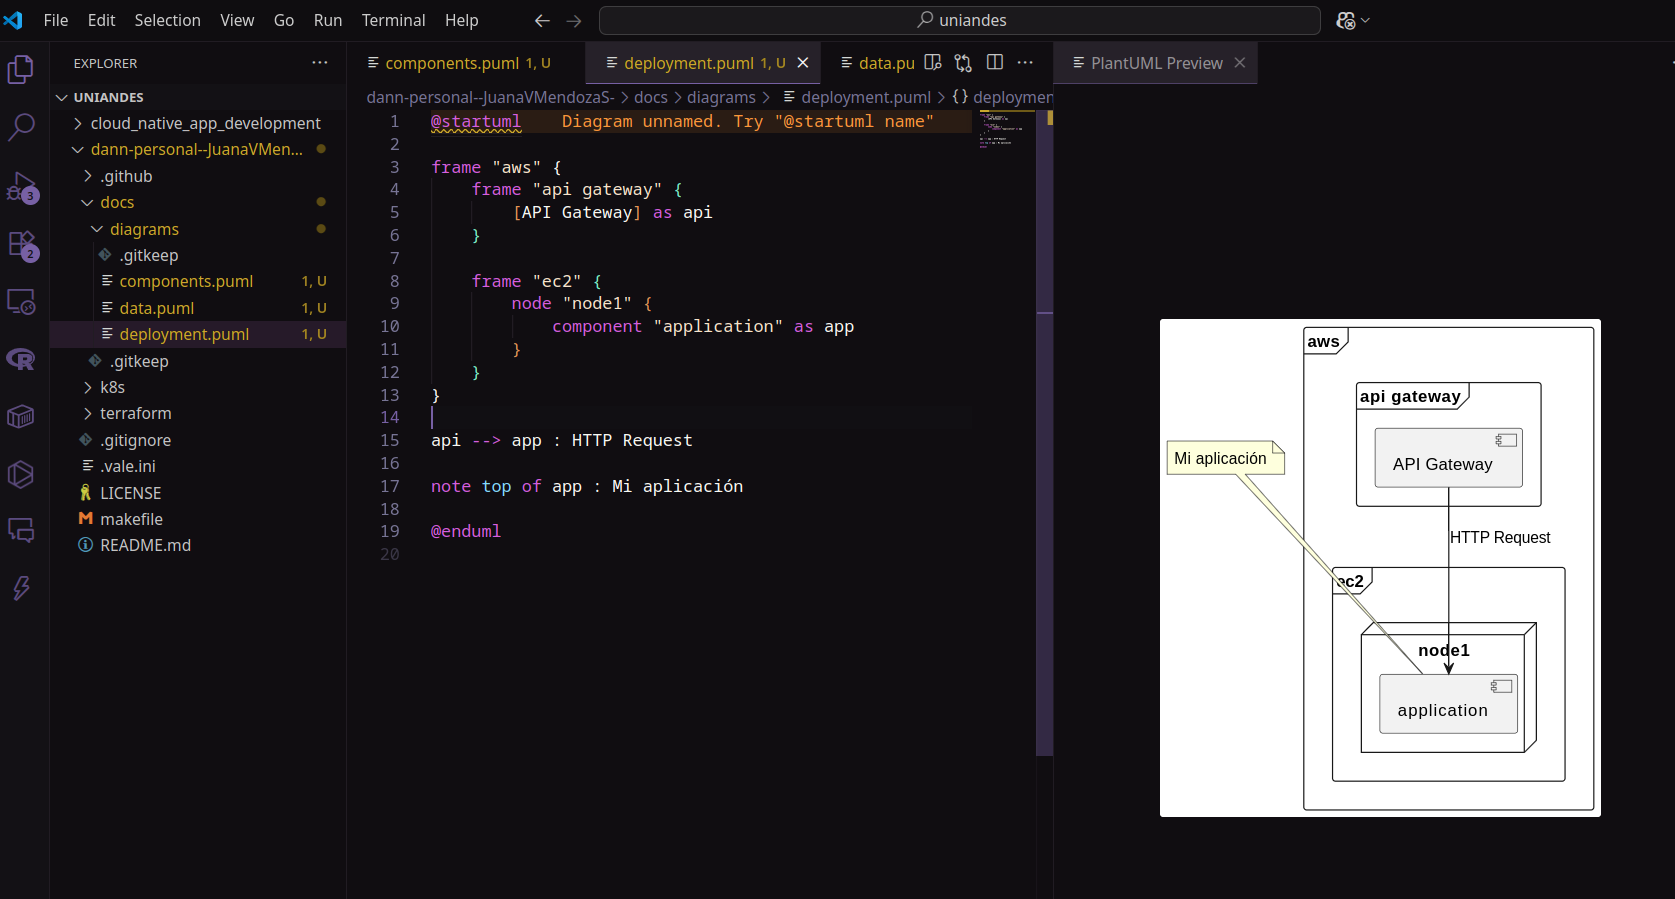 File Edit Selection View Go Run Terminal Help
uniandes
EXPLORER
UNIANDES
cloud_native_app_development
dann-personal--JuanaVMen...
.github
docs
diagrams
.gitkeep
components.puml 1, U
data.puml 1, U
deployment.puml 1, U
.gitkeep
k8s
terraform
.gitignore
.vale.ini
LICENSE
makefile
README.md
3
2
components.puml 1, U
deployment.puml 1, U
data.pu
PlantUML Preview
dann-personal--JuanaVMendozaS- > docs > diagrams > deployment.puml > {} deploymen
1 @startuml Diagram unnamed. Try "@startuml name"
2
3 frame "aws" {
4 frame "api gateway" {
5 [API Gateway] as api
6 }
7
8 frame "ec2" {
9 node "node1" {
10 component "application" as app
11 }
12 }
13 }
14
15 api --> app : HTTP Request
16
17 note top of app : Mi aplicación
18
19 @enduml
20
aws
api gateway
API Gateway
Mi aplicación
HTTP Request
ec2
node1
application